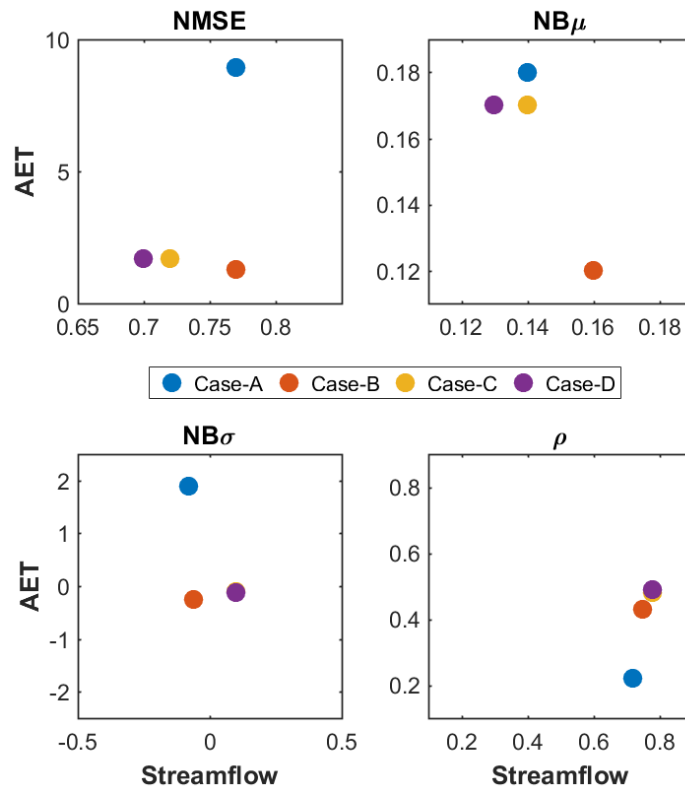 NMSE
NBμ
AET
10
5
0
0.65 0.7 0.75 0.8
0.18
0.16
0.14
0.12
0.12 0.14 0.16 0.18
Case-A Case-B Case-C Case-D
NBσ
ρ
AET
2
1
0
-1
-2
-0.5 0 0.5
0.8
0.6
0.4
0.2
0.2 0.4 0.6 0.8
Streamflow
Streamflow